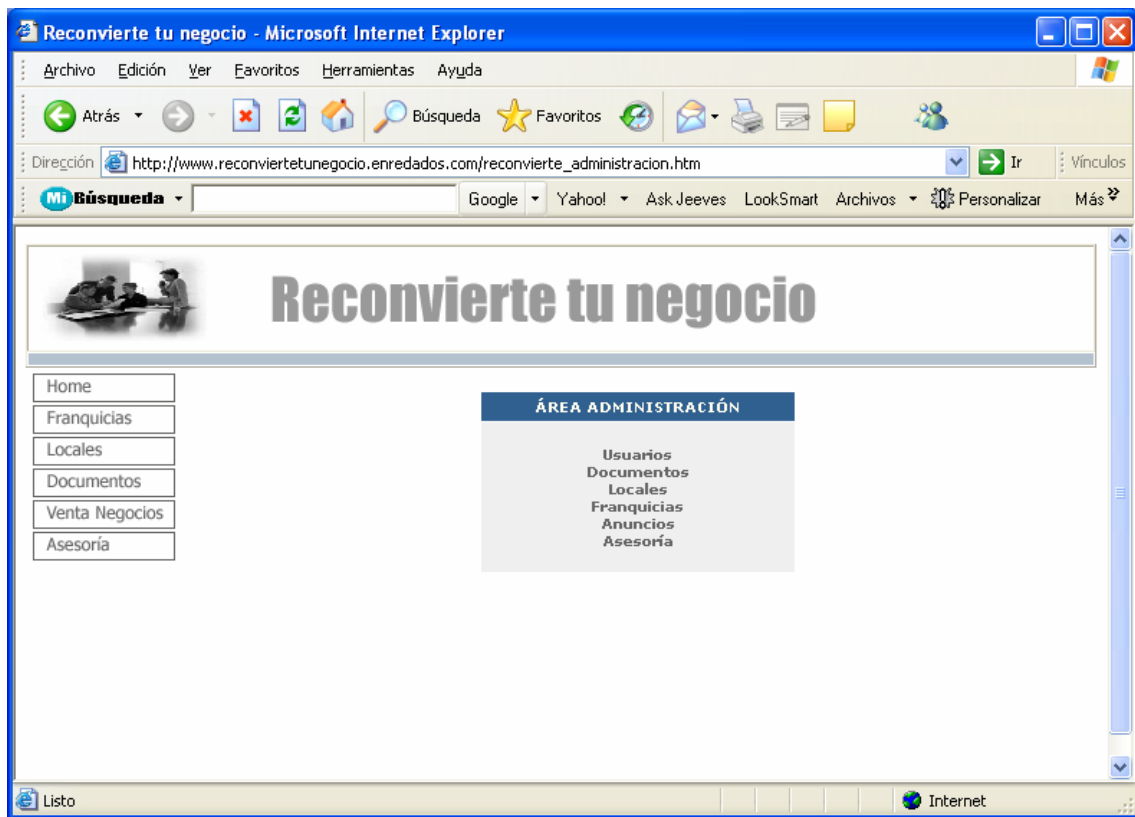 Reconvierte tu negocio - Microsoft Internet Explorer
Archivo Edición Ver Favoritos Herramientas Ayuda
Atrás Búsqueda Favoritos
Dirección http://www.reconviertetunegocio.enredados.com/reconvierte_administracion.htm Ir Vínculos
Mi Búsqueda Google Yahoo! Ask Jeeves LookSmart Archivos Personalizar Más
Reconvierte tu negocio
Home
Franquicias
Locales
Documentos
Venta Negocios
Asesoría
ÁREA ADMINISTRACIÓN
Usuarios
Documentos
Locales
Franquicias
Anuncios
Asesoría
Listo Internet